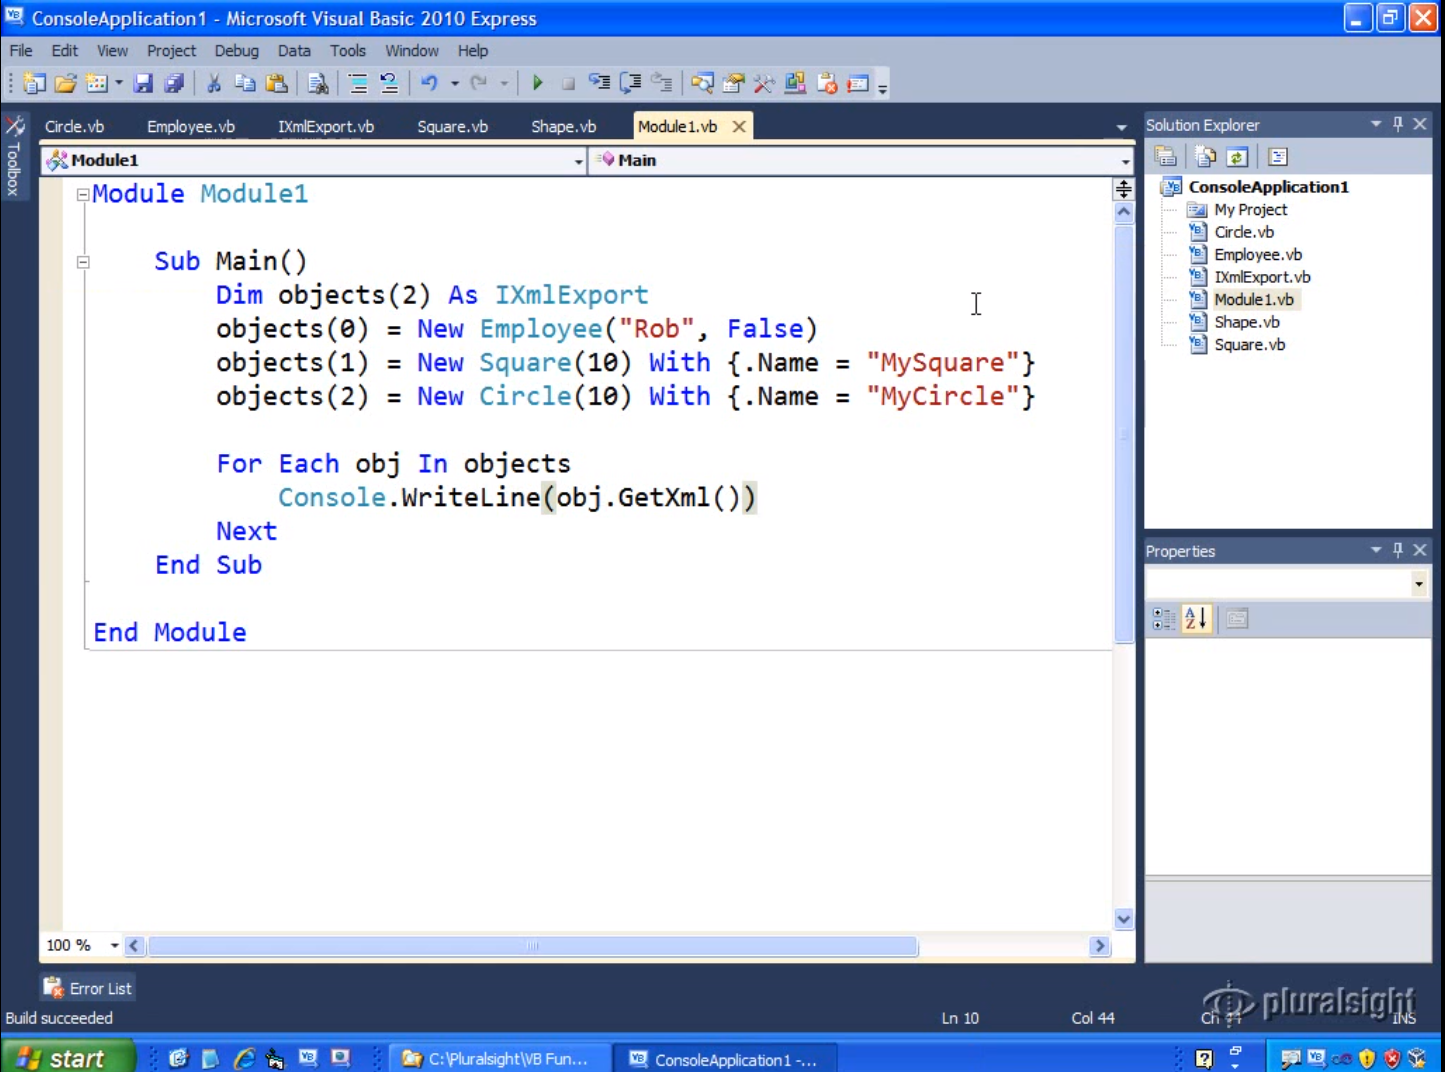 ConsoleApplication1 - Microsoft Visual Basic 2010 Express
File Edit View Project Debug Data Tools Window Help
Toolbox
Circle.vb Employee.vb IXmlExport.vb Square.vb Shape.vb Module1.vb
Module1 Main
Module Module1
Sub Main()
Dim objects(2) As IXmlExport
objects(0) = New Employee("Rob", False)
objects(1) = New Square(10) With {.Name = "MySquare"}
objects(2) = New Circle(10) With {.Name = "MyCircle"}
For Each obj In objects
Console.WriteLine(obj.GetXml())
Next
End Sub
End Module
100 %
Solution Explorer
ConsoleApplication1
My Project
Circle.vb
Employee.vb
IXmlExport.vb
Module1.vb
Shape.vb
Square.vb
Properties
Error List
pluralsight
Build succeeded Ln 10 Col 44 Ch 44 INS
start C:\Pluralsight\VB Fun... ConsoleApplication1 -...